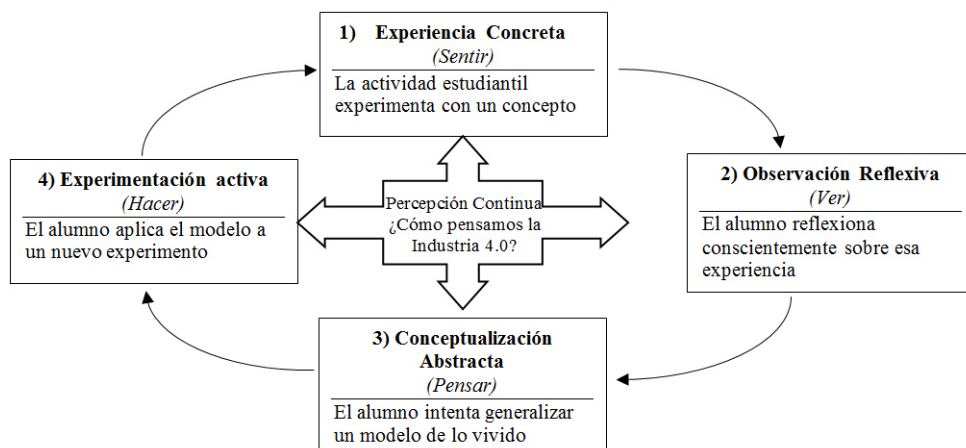 1) Experiencia Concreta
(Sentir)
La actividad estudiantil
experimenta con un concepto
2) Observación Reflexiva
(Ver)
El alumno reflexiona
conscientemente sobre esa
experiencia
3) Conceptualización
Abstracta
(Pensar)
El alumno intenta generalizar
un modelo de lo vivido
4) Experimentación activa
(Hacer)
El alumno aplica el modelo a
un nuevo experimento
Percepción Continua
¿Cómo pensamos la
Industria 4.0?